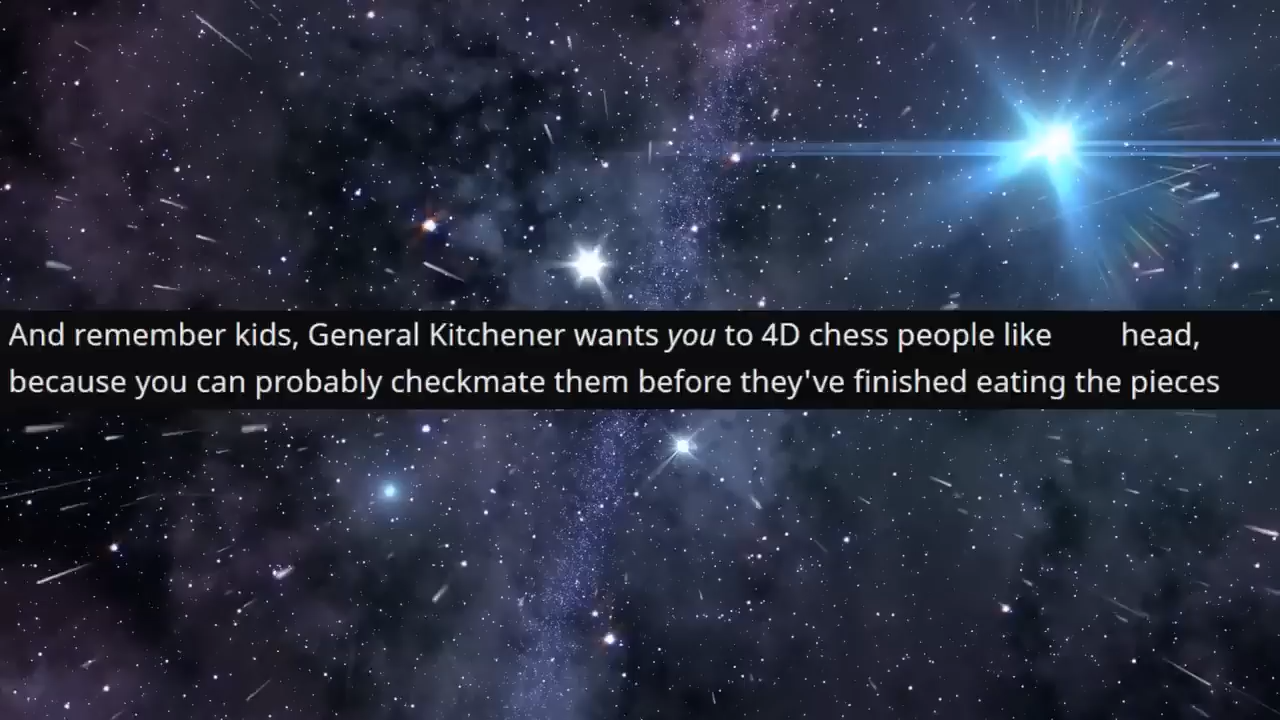 And remember kids, General Kitchener wants you to 4D chess people like head,
because you can probably checkmate them before they've finished eating the pieces